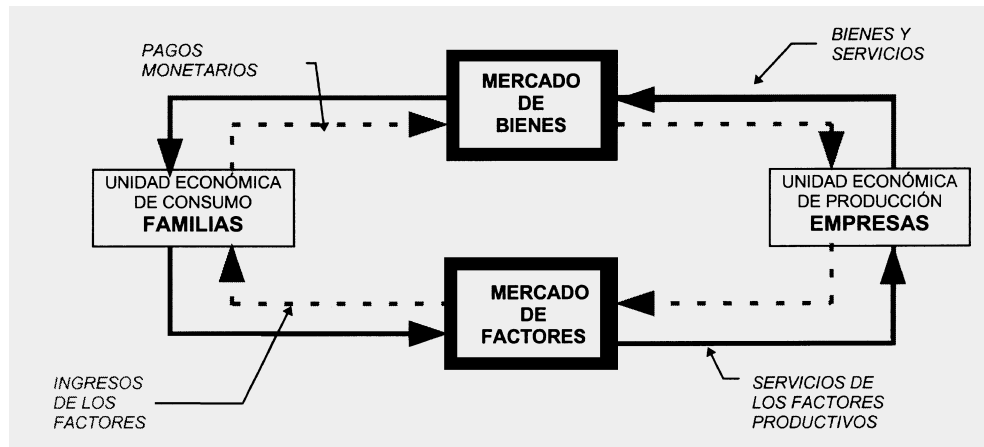 PAGOS
MONETARIOS
BIENES Y
SERVICIOS
MERCADO
DE
BIENES
UNIDAD ECONÓMICA
DE CONSUMO
FAMILIAS
UNIDAD ECONÓMICA
DE PRODUCCIÓN
EMPRESAS
MERCADO
DE
FACTORES
INGRESOS
DE LOS
FACTORES
SERVICIOS DE
LOS FACTORES
PRODUCTIVOS